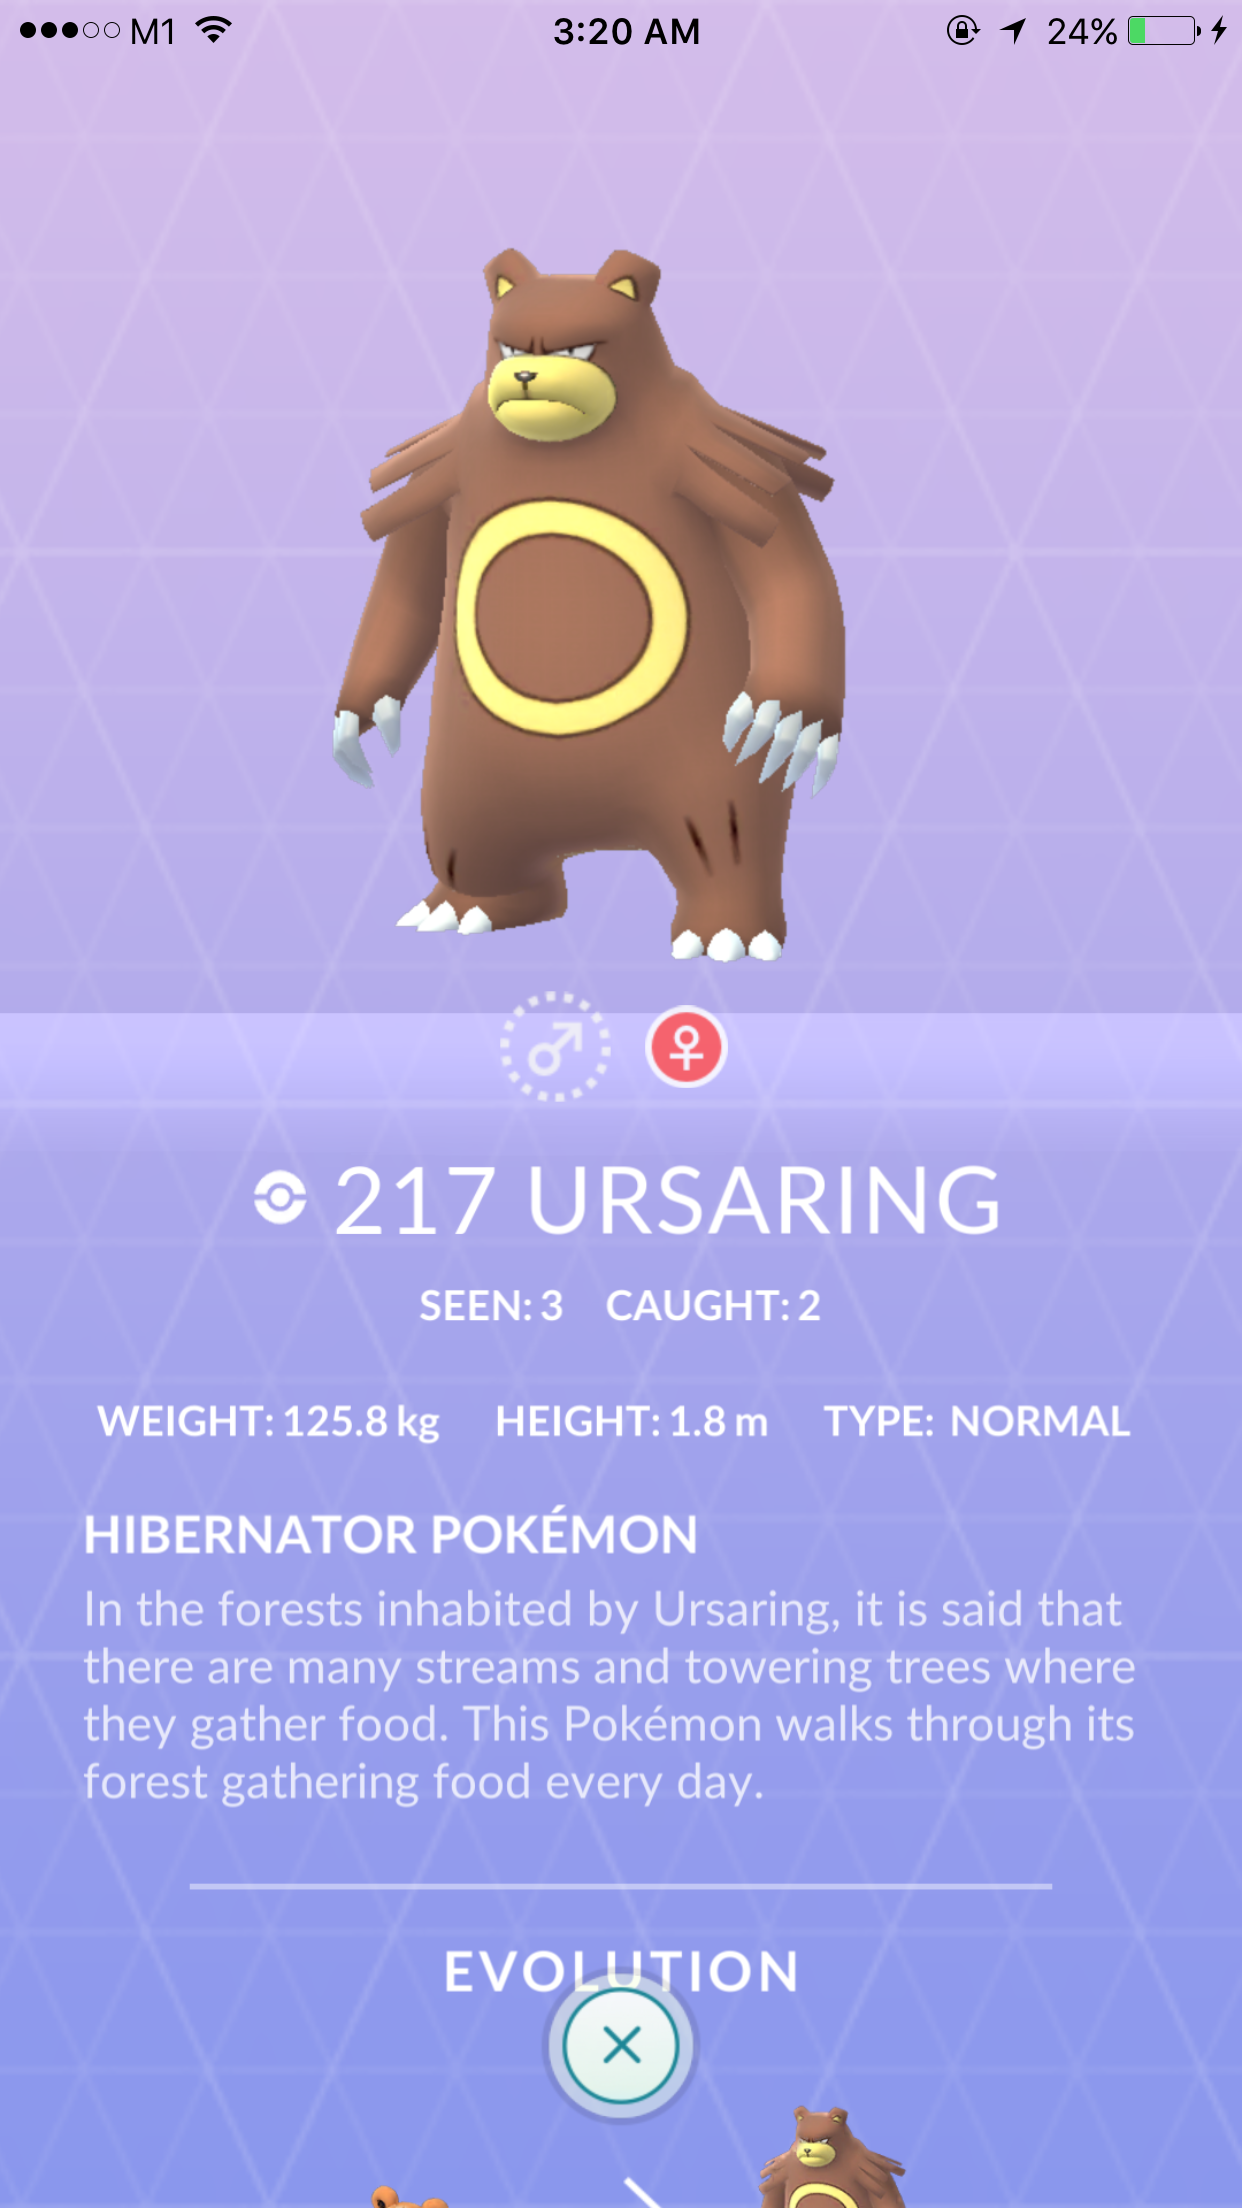 M1 3:20 AM 24%
217 URSARING
SEEN: 3 CAUGHT: 2
WEIGHT: 125.8 kg HEIGHT: 1.8 m TYPE: NORMAL
HIBERNATOR POKÉMON
In the forests inhabited by Ursaring, it is said that
there are many streams and towering trees where
they gather food. This Pokémon walks through its
forest gathering food every day.
EVOLUTION